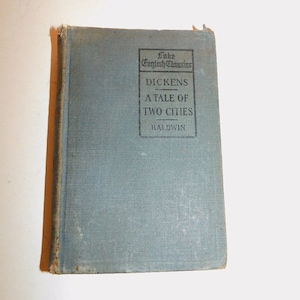 Lake
English Classics
DICKENS
A TALE OF
TWO CITIES
BALDWIN